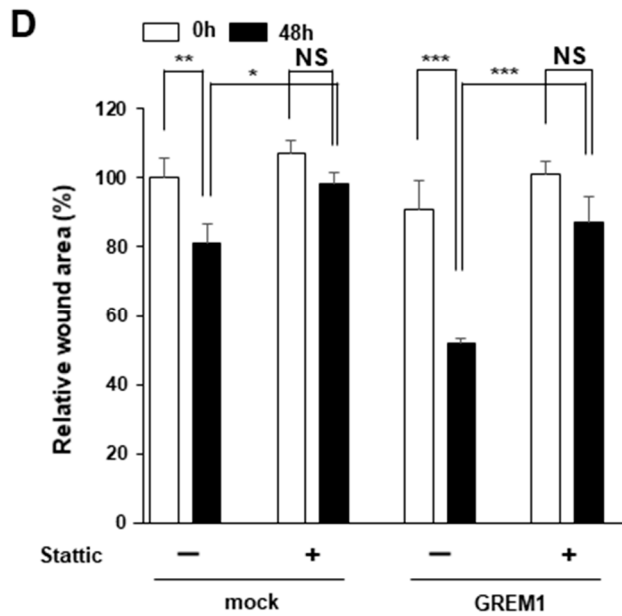 D
0h 48h
** NS *** NS
* ***
Relative wound area (%)
120
100
80
60
40
20
0
Stattic — + — +
mock GREM1